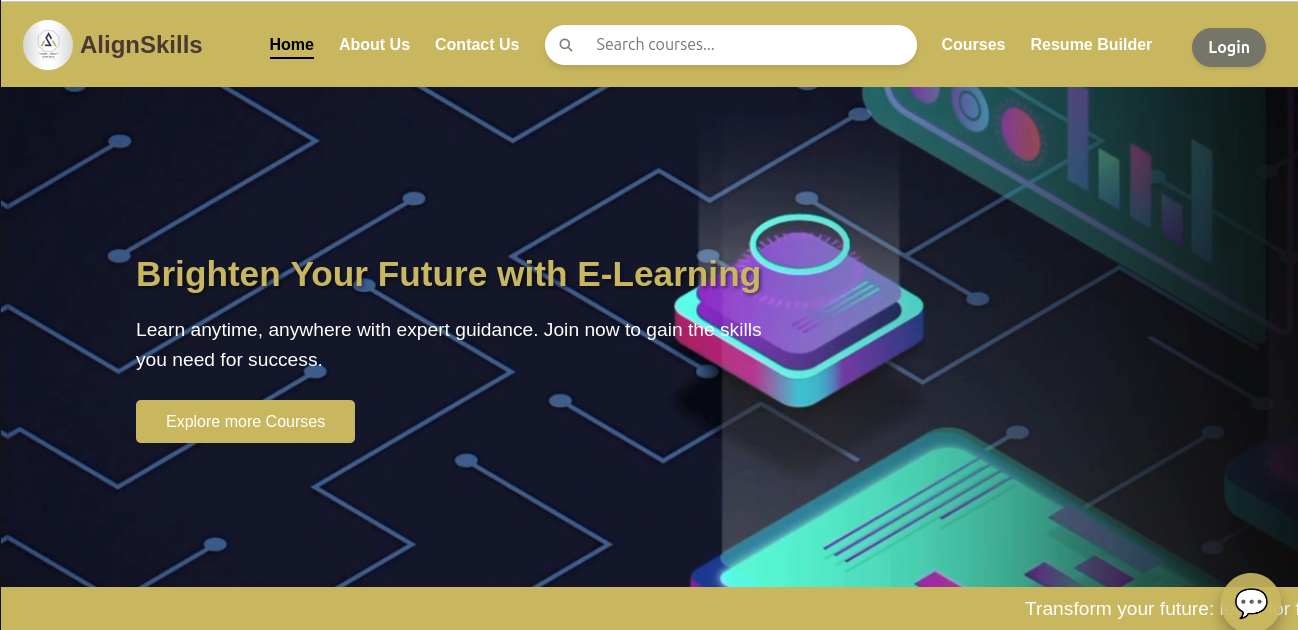 AlignSkills
Home
About Us
Contact Us
Search courses...
Courses
Resume Builder
Login
Brighten Your Future with E-Learning
Learn anytime, anywhere with expert guidance. Join now to gain the skills
you need for success.
Explore more Courses
Transform your future: